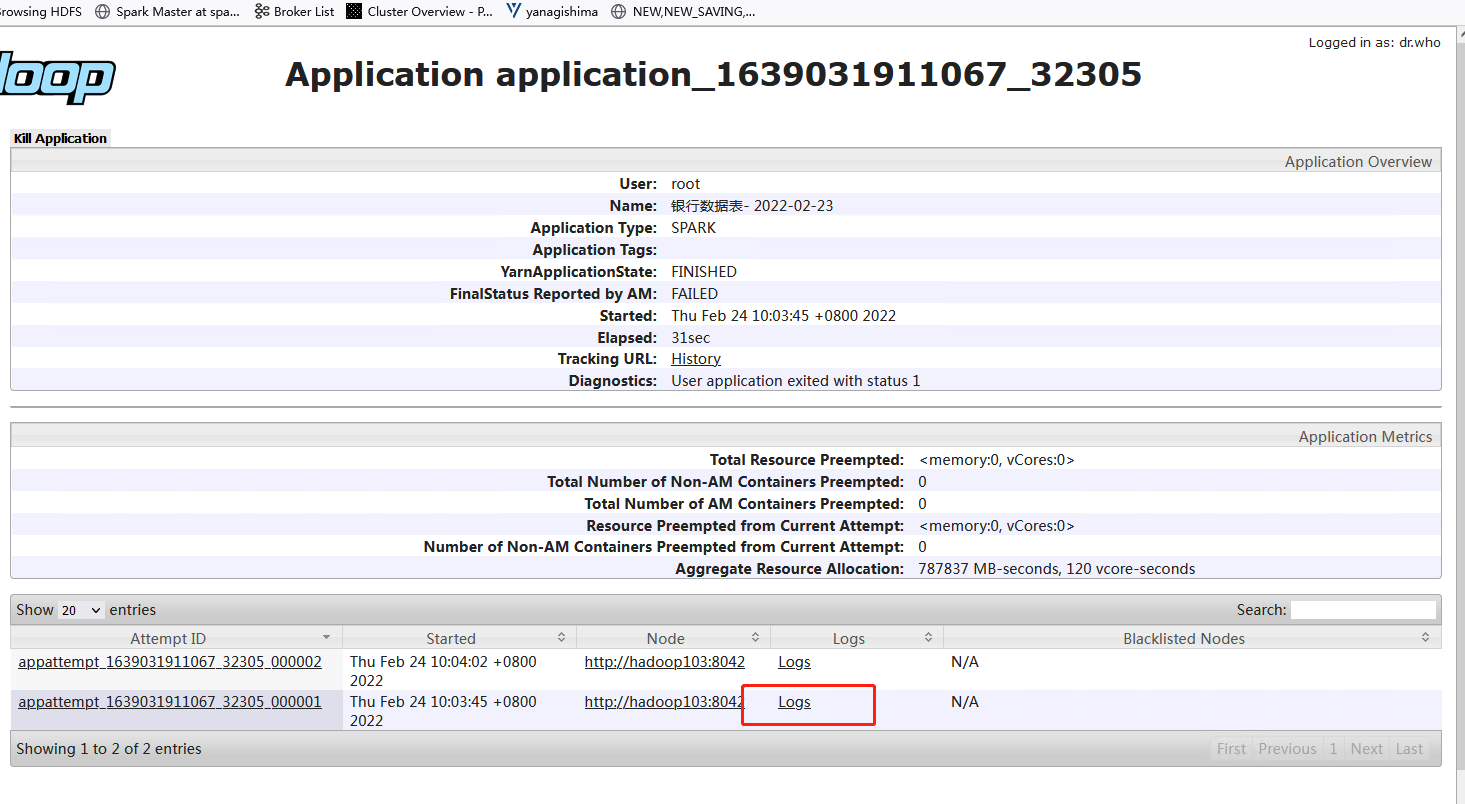 rowsing HDFS Spark Master at spa... Broker List Cluster Overview - P... yanagishima NEW,NEW_SAVING,...
Logged in as: dr.who
loop
Application application_1639031911067_32305
Kill Application
Application Overview
User: root
Name: 银行数据表- 2022-02-23
Application Type: SPARK
Application Tags:
YarnApplicationState: FINISHED
FinalStatus Reported by AM: FAILED
Started: Thu Feb 24 10:03:45 +0800 2022
Elapsed: 31sec
Tracking URL: History
Diagnostics: User application exited with status 1
Application Metrics
Total Resource Preempted: <memory:0, vCores:0>
Total Number of Non-AM Containers Preempted: 0
Total Number of AM Containers Preempted: 0
Resource Preempted from Current Attempt: <memory:0, vCores:0>
Number of Non-AM Containers Preempted from Current Attempt: 0
Aggregate Resource Allocation: 787837 MB-seconds, 120 vcore-seconds
Show 20 entries Search:
Attempt ID Started Node Logs Blacklisted Nodes
appattempt_1639031911067_32305_000002 Thu Feb 24 10:04:02 +0800 http://hadoop103:8042 Logs N/A
2022
appattempt_1639031911067_32305_000001 Thu Feb 24 10:03:45 +0800 http://hadoop103:8042 Logs N/A
2022
Showing 1 to 2 of 2 entries First Previous 1 Next Last